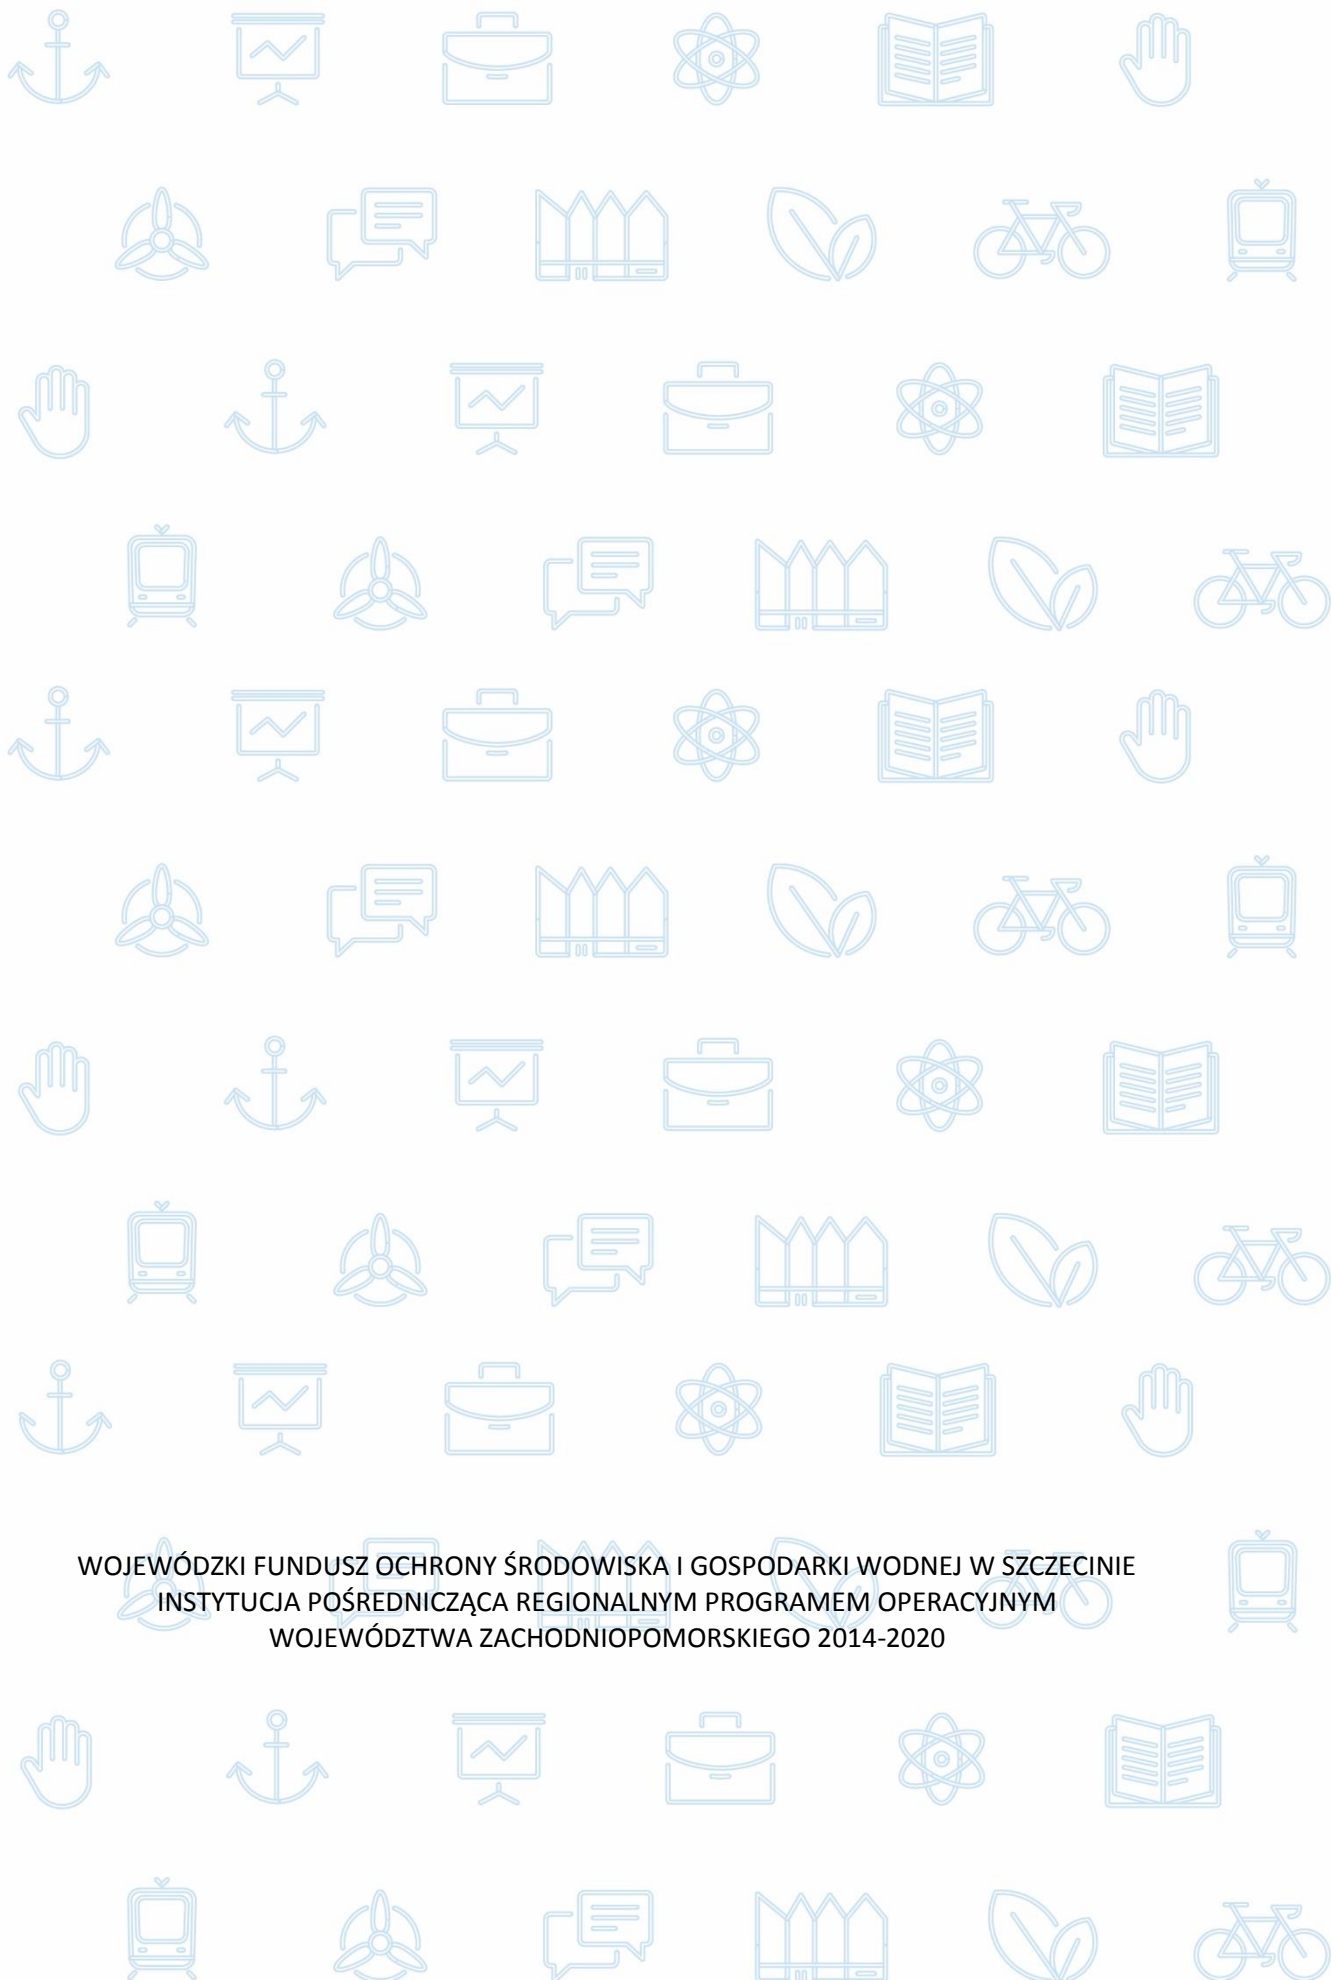 WOJEWÓDZKI FUNDUSZ OCHRONY ŚRODOWISKA I GOSPODARKI WODNEJ W SZCZECINIE
INSTYTUCJA POŚREDNICZĄCA REGIONALNYM PROGRAMEM OPERACYJNYM
WOJEWÓDZTWA ZACHODNIOPOMORSKIEGO 2014-2020